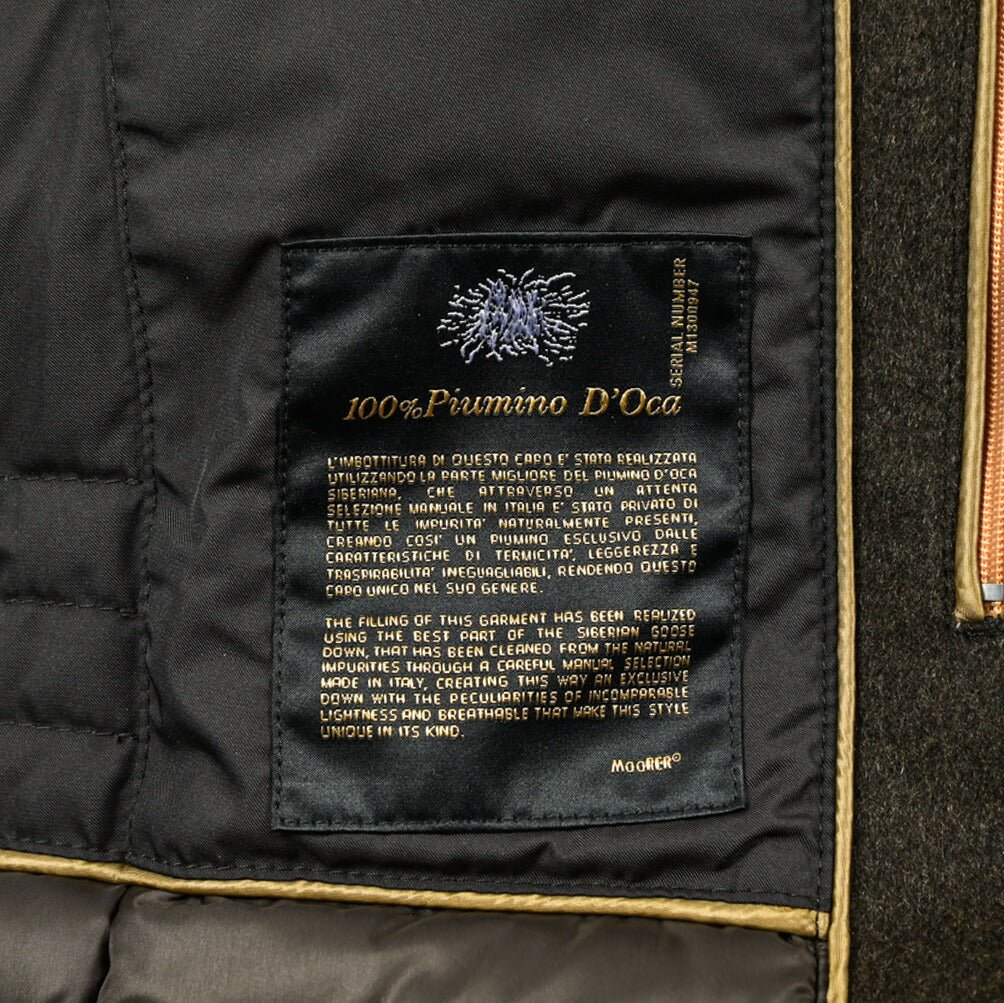 SERIAL NUMBER
M1300947
100% Piumino D'Oca
L'IMBOTTITURA DI QUESTO CAPO E' STATA REALIZZATA
UTILIZZANDO LA PARTE MIGLIORE DEL PIUMINO D'OCA
SIBERIANA, CHE ATTRAVERSO UN ATTENTA
SELEZIONE MANUALE IN ITALIA E' STATO PRIVATO DI
TUTTE LE IMPURITA' NATURALMENTE PRESENTI,
CREANDO COSI' UN PIUMINO ESCLUSIVO DALLE
CARATTERISTICHE DI TERMICITA', LEGGEREZZA E
TRASPIRABILITA' INEGUAGLIABILI, RENDENDO QUESTO
CAPO UNICO NEL SUO GENERE.
THE FILLING OF THIS GARMENT HAS BEEN REALIZED
USING THE BEST PART OF THE SIBERIAN GOOSE
DOWN, THAT HAS BEEN CLEANED FROM THE NATURAL
IMPURITIES THROUGH A CAREFUL MANUAL SELECTION
MADE IN ITALY, CREATING THIS WAY AN EXCLUSIVE
DOWN WITH THE PECULIARITIES OF INCOMPARABLE
LIGHTNESS AND BREATHABLE THAT MAKE THIS STYLE
UNIQUE IN ITS KIND.
MooRER©